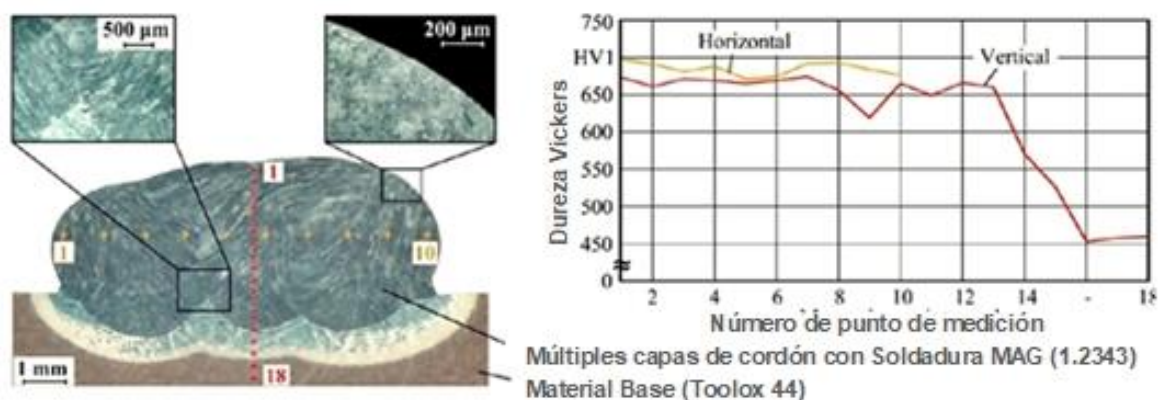 500 µm
200 µm
1
1
10
18
1 mm
750
HV1
650
600
550
500
450
0
Dureza Vickers
Horizontal
Vertical
2 4 6 8 10 12 14 - 18
Número de punto de medición
Múltiples capas de cordón con Soldadura MAG (1.2343)
Material Base (Toolox 44)